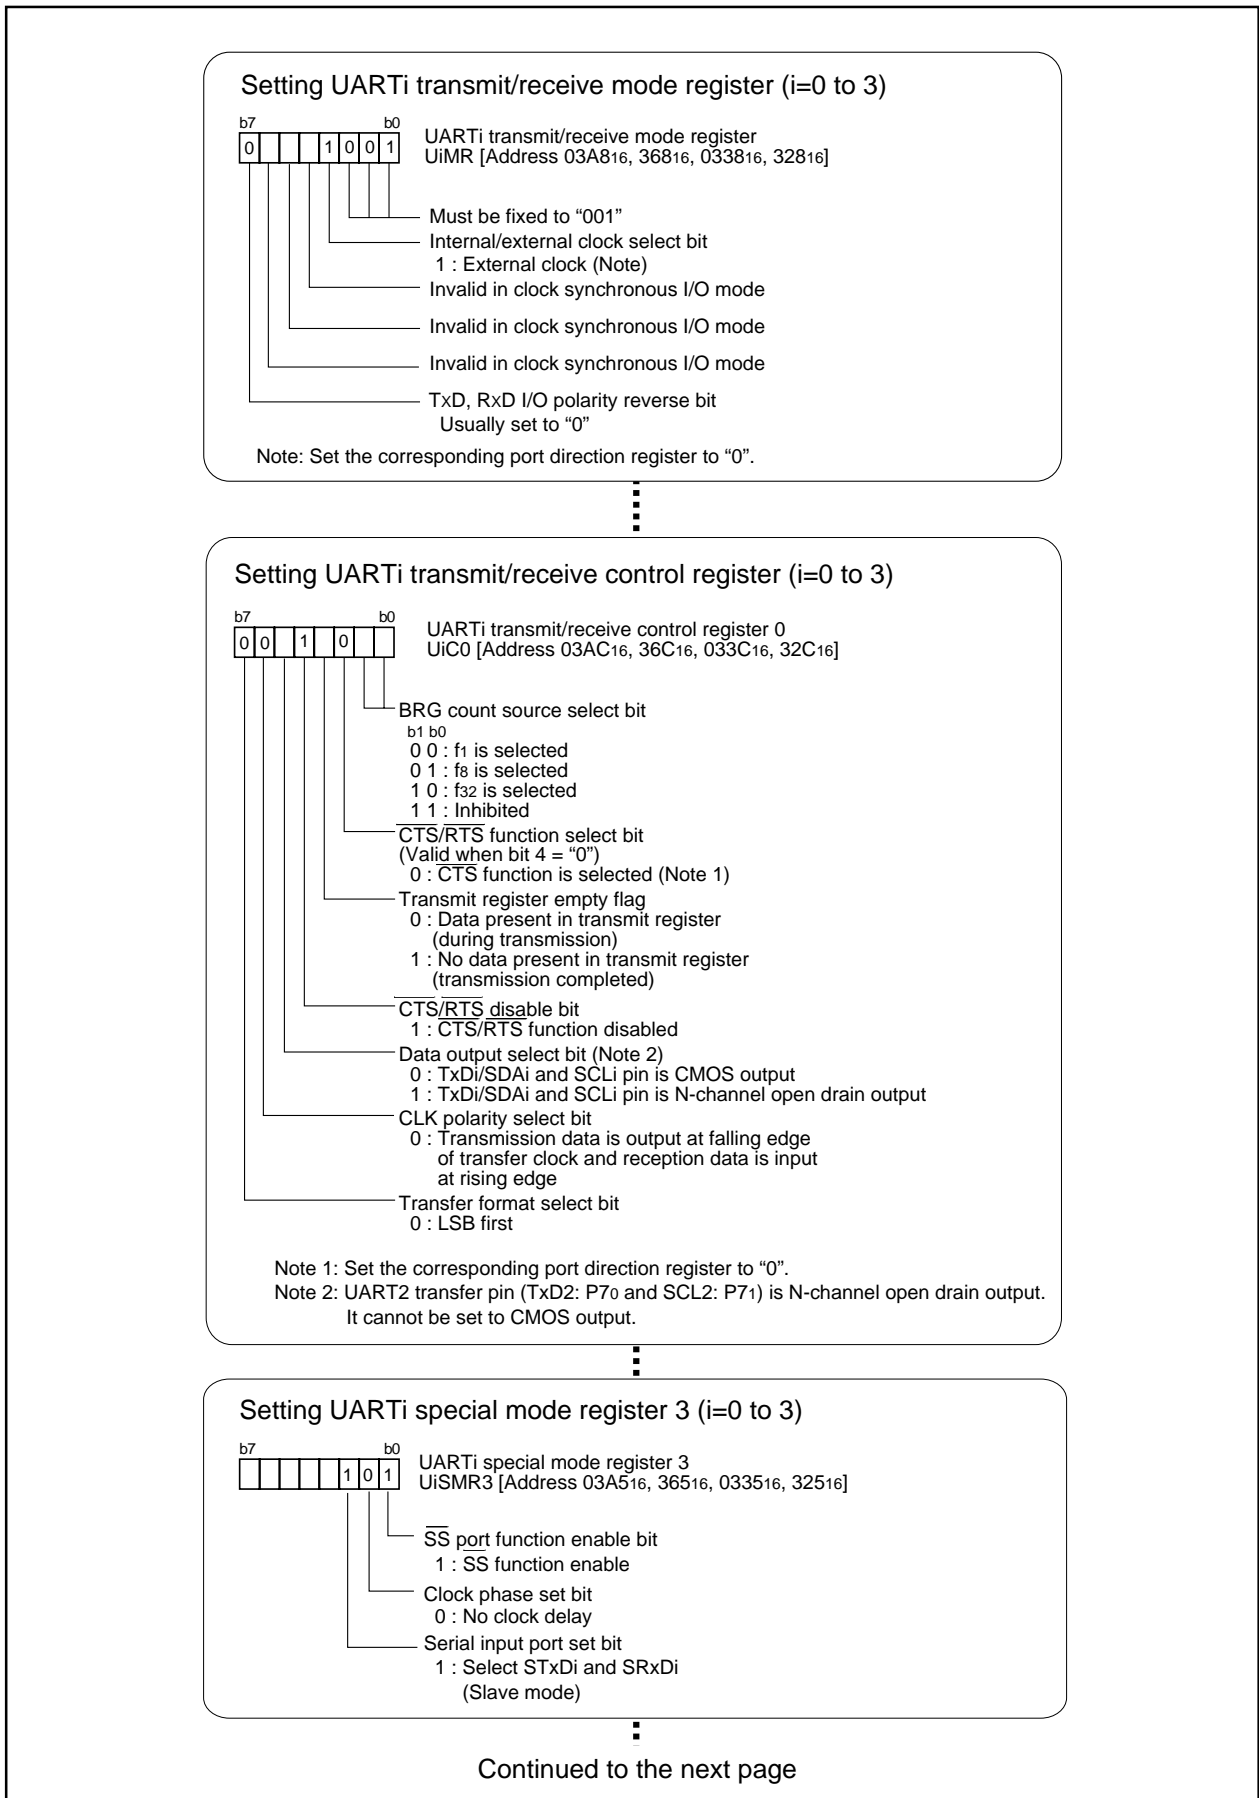 Setting UARTi transmit/receive mode register (i=0 to 3)
b7 b0
0 1 0 0 1
UARTi transmit/receive mode register
UiMR [Address 03A816, 36816, 033816, 32816]
Must be fixed to “001”
Internal/external clock select bit
1 : External clock (Note)
Invalid in clock synchronous I/O mode
Invalid in clock synchronous I/O mode
Invalid in clock synchronous I/O mode
TxD, RxD I/O polarity reverse bit
Usually set to “0”
Note: Set the corresponding port direction register to “0”.
Setting UARTi transmit/receive control register (i=0 to 3)
b7 b0
0 0 1 0
UARTi transmit/receive control register 0
UiC0 [Address 03AC16, 36C16, 033C16, 32C16]
BRG count source select bit
b1 b0
0 0 : f1 is selected
0 1 : f8 is selected
1 0 : f32 is selected
1 1 : Inhibited
CTS/RTS function select bit
(Valid when bit 4 = “0”)
0 : CTS function is selected (Note 1)
Transmit register empty flag
0 : Data present in transmit register
(during transmission)
1 : No data present in transmit register
(transmission completed)
CTS/RTS disable bit
1 : CTS/RTS function disabled
Data output select bit (Note 2)
0 : TxDi/SDAi and SCLi pin is CMOS output
1 : TxDi/SDAi and SCLi pin is N-channel open drain output
CLK polarity select bit
0 : Transmission data is output at falling edge
of transfer clock and reception data is input
at rising edge
Transfer format select bit
0 : LSB first
Note 1: Set the corresponding port direction register to “0”.
Note 2: UART2 transfer pin (TxD2: P70 and SCL2: P71) is N-channel open drain output.
It cannot be set to CMOS output.
Setting UARTi special mode register 3 (i=0 to 3)
b7 b0
1 0 1
UARTi special mode register 3
UiSMR3 [Address 03A516, 36516, 033516, 32516]
SS port function enable bit
1 : SS function enable
Clock phase set bit
0 : No clock delay
Serial input port set bit
1 : Select STxDi and SRxDi
(Slave mode)
Continued to the next page